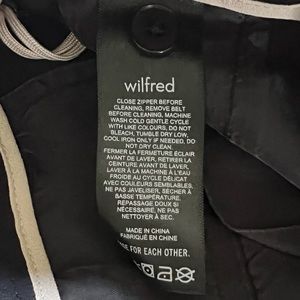 wilfred
CLOSE ZIPPER BEFORE
CLEANING, REMOVE BELT
BEFORE CLEANING, MACHINE
WASH COLD GENTLE CYCLE
WITH LIKE COLOURS, DO NOT
BLEACH, TUMBLE DRY LOW,
COOL IRON ONLY IF NEEDED, DO
NOT DRY CLEAN.
FERMER LA FERMETURE ÉCLAIR
AVANT DE LAVER, RETIRER LA
CEINTURE AVANT DE LAVER,
LAVER À LA MACHINE À L'EAU
FROIDE AU CYCLE DÉLICAT
AVEC COULEURS SEMBLABLES,
NE PAS JAVELISER, SÉCHER À
BASSE TEMPÉRATURE,
REPASSAGE DOUX SI
NÉCESSAIRE, NE PAS
NETTOYER À SEC.
MADE IN CHINA
FABRIQUÉ EN CHINE
FOR EACH OTHER.